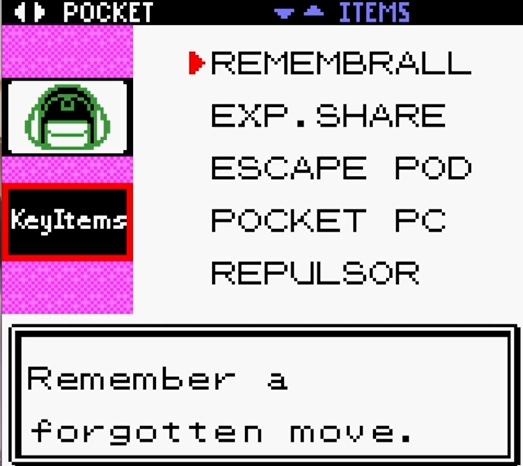 POCKET ITEMS
REMEMBRALL
EXP.SHARE
ESCAPE POD
KeyItems
POCKET PC
REPULSOR
Remember a
forgotten move.